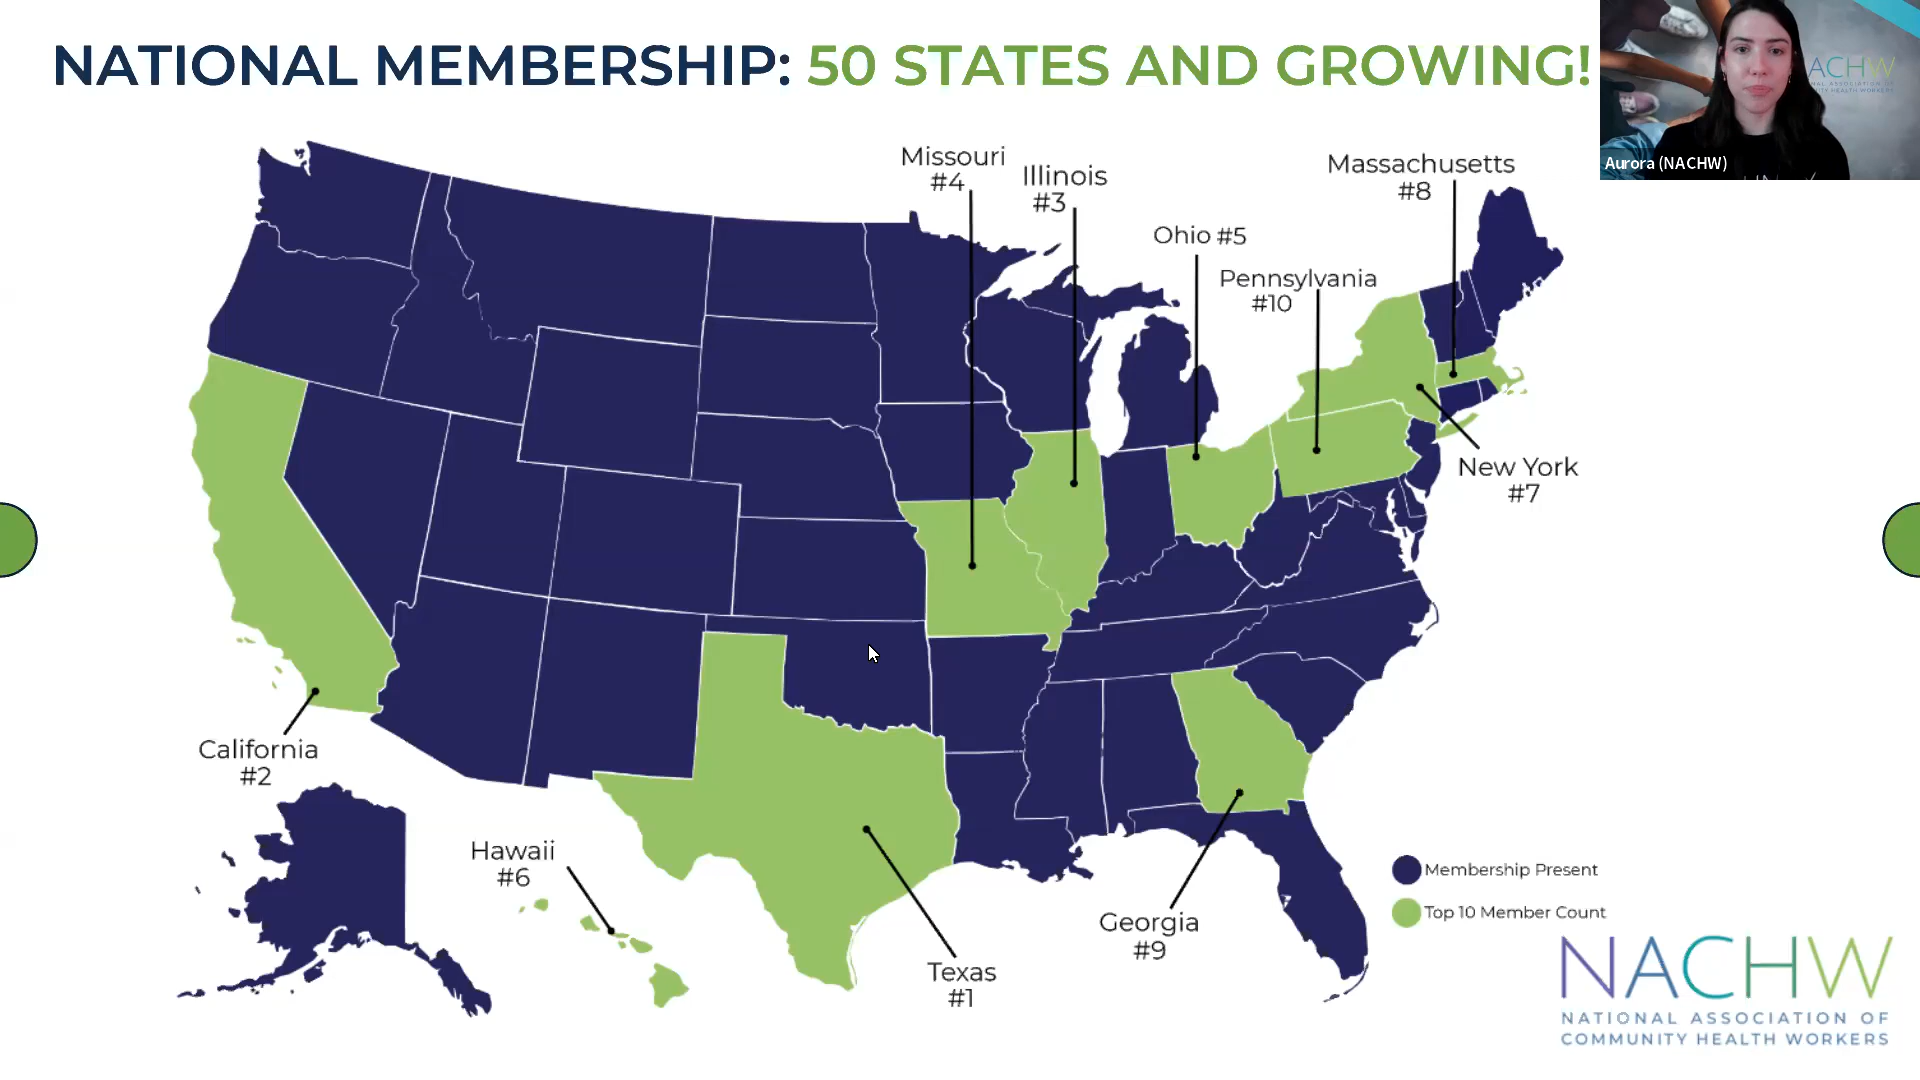 NATIONAL MEMBERSHIP: 50 STATES AND GROWING!
ACHW
Aurora (NACHW)
Missouri
#4
Illinois
#3
Ohio #5
Pennsylvania
#10
Massachusetts
#8
New York
#7
California
#2
Hawaii
#6
Texas
#1
Georgia
#9
Membership Present
Top 10 Member Count
NACHW
NATIONAL ASSOCIATION OF
COMMUNITY HEALTH WORKERS